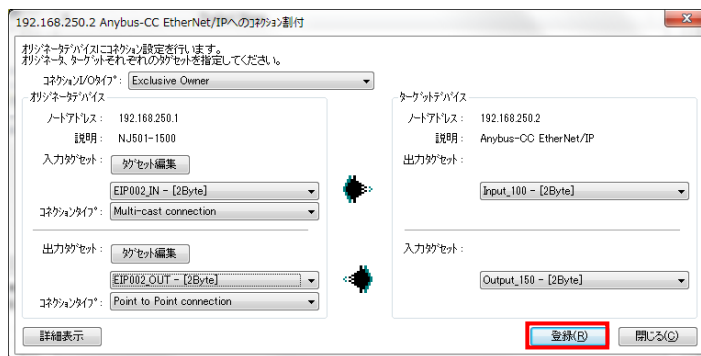 192.168.250.2 Anybus-CC EtherNet/IPへのｺﾈｸｼｮﾝ割付
ｵﾘｼﾞﾈｰﾀﾃﾞﾊﾞｲｽにｺﾈｸｼｮﾝ設定を行います。
ｵﾘｼﾞﾈｰﾀ、ﾀｰｹﾞｯﾄそれぞれのﾀｸﾞｾｯﾄを指定してください。
ｺﾈｸｼｮﾝI/Oﾀｲﾌﾟ： Exclusive Owner
ｵﾘｼﾞﾈｰﾀﾃﾞﾊﾞｲｽ
ﾉｰﾄﾞｱﾄﾞﾚｽ： 192.168.250.1
説明： NJ501-1500
入力ﾀｸﾞｾｯﾄ： ﾀｸﾞｾｯﾄ編集
EIP002_IN - [2Byte]
ｺﾈｸｼｮﾝﾀｲﾌﾟ： Multi-cast connection
出力ﾀｸﾞｾｯﾄ： ﾀｸﾞｾｯﾄ編集
EIP002_OUT - [2Byte]
ｺﾈｸｼｮﾝﾀｲﾌﾟ： Point to Point connection
ﾀｰｹﾞｯﾄﾃﾞﾊﾞｲｽ
ﾉｰﾄﾞｱﾄﾞﾚｽ： 192.168.250.2
説明： Anybus-CC EtherNet/IP
出力ﾀｸﾞｾｯﾄ：
Input_100 - [2Byte]
入力ﾀｸﾞｾｯﾄ：
Output_150 - [2Byte]
詳細表示
登録(R)
閉じる(C)